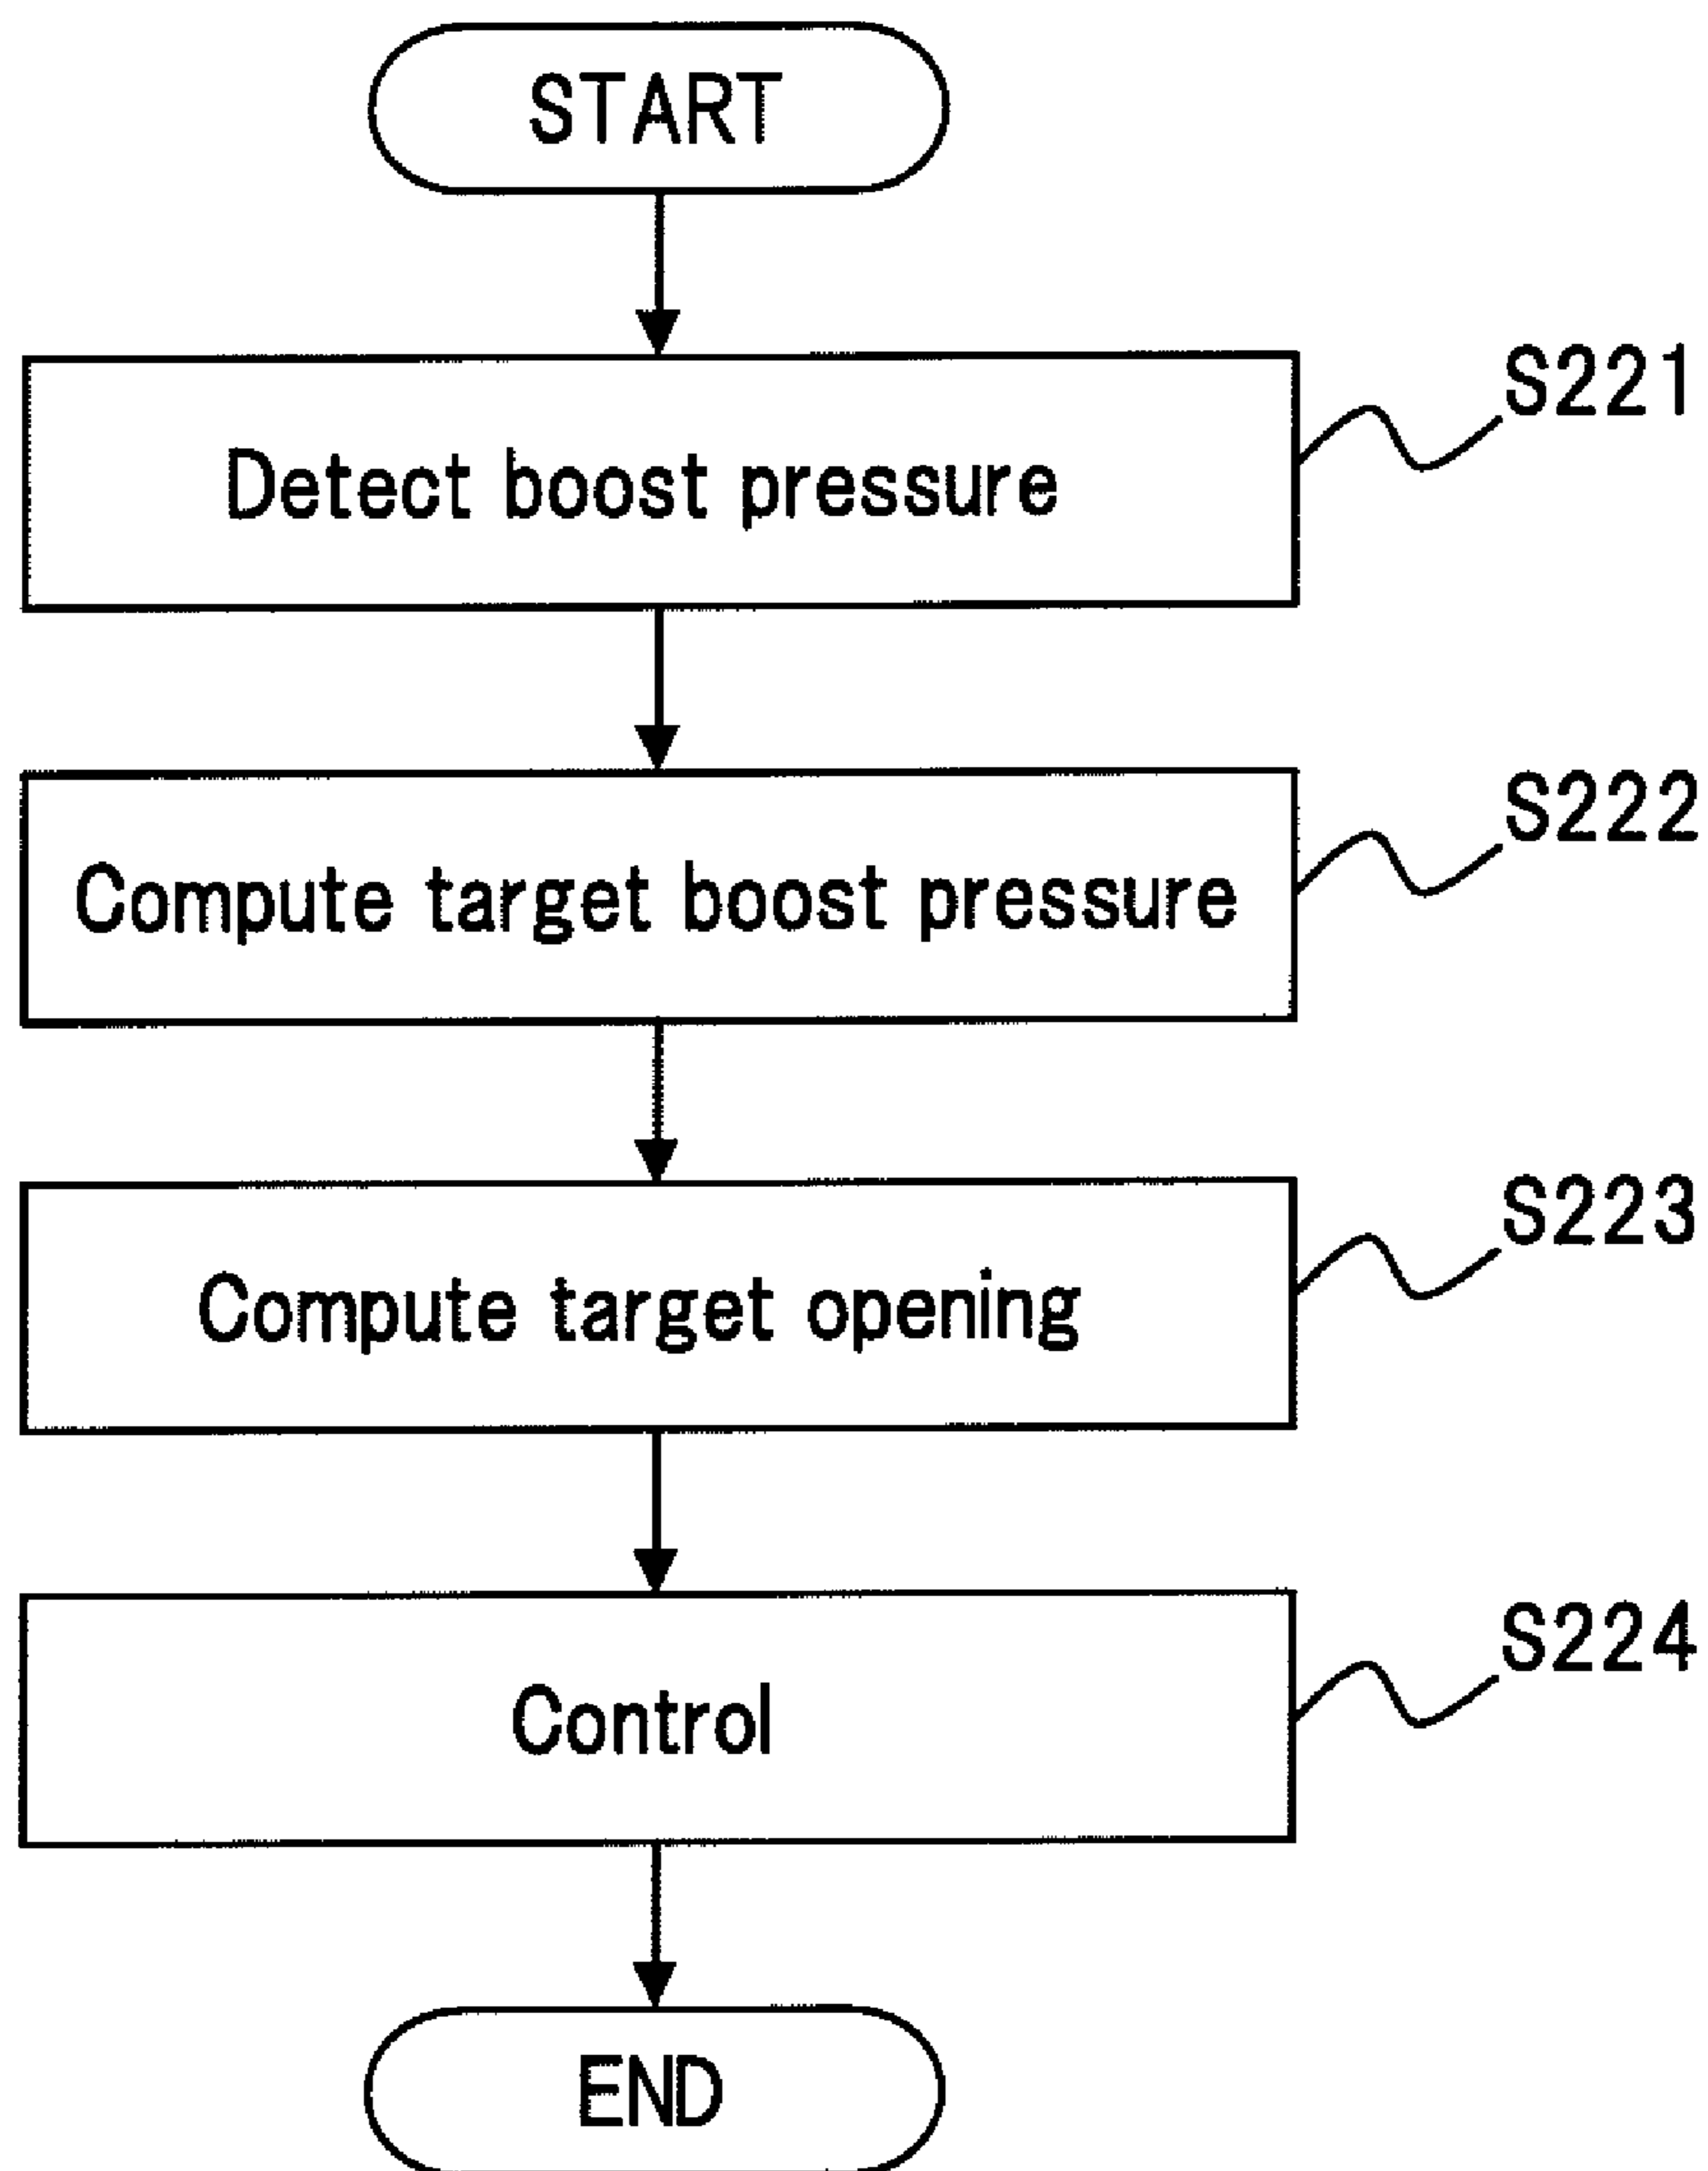 START
Detect boost pressure
S221
Compute target boost pressure
S222
Compute target opening
S223
Control
S224
END